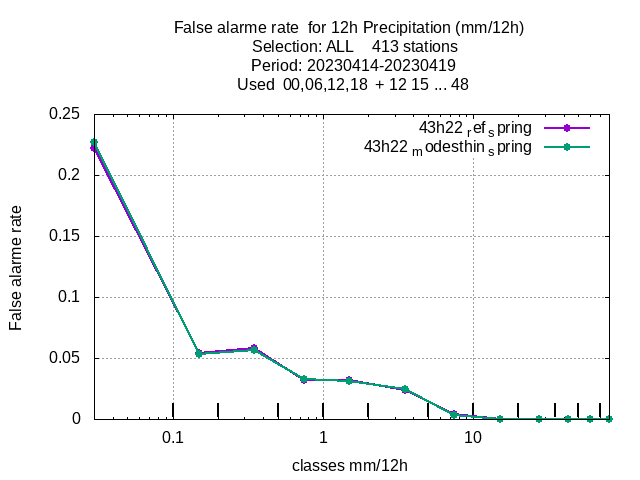 False alarme rate  for 12h Precipitation (mm/12h)
Selection: ALL    413 stations
Period: 20230414-20230419
Used  00,06,12,18  + 12 15 ... 48
43h22 ref spring
43h22 modesthin spring
0.25
0.2
0.15
0.1
0.05
0
False alarme rate
0.1
1
10
classes mm/12h